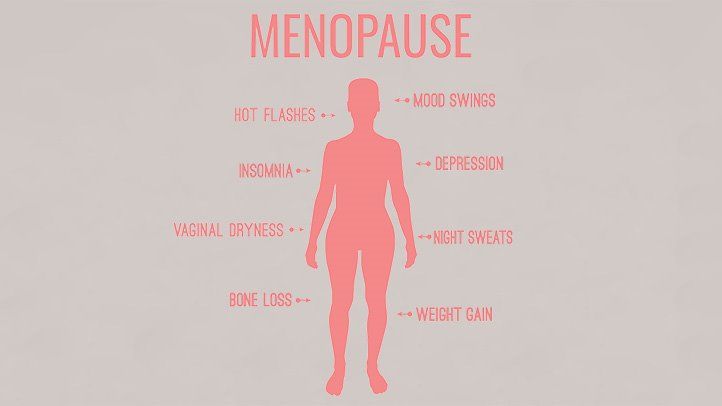 MENOPAUSE
HOT FLASHES
MOOD SWINGS
INSOMNIA
DEPRESSION
VAGINAL DRYNESS
NIGHT SWEATS
BONE LOSS
WEIGHT GAIN